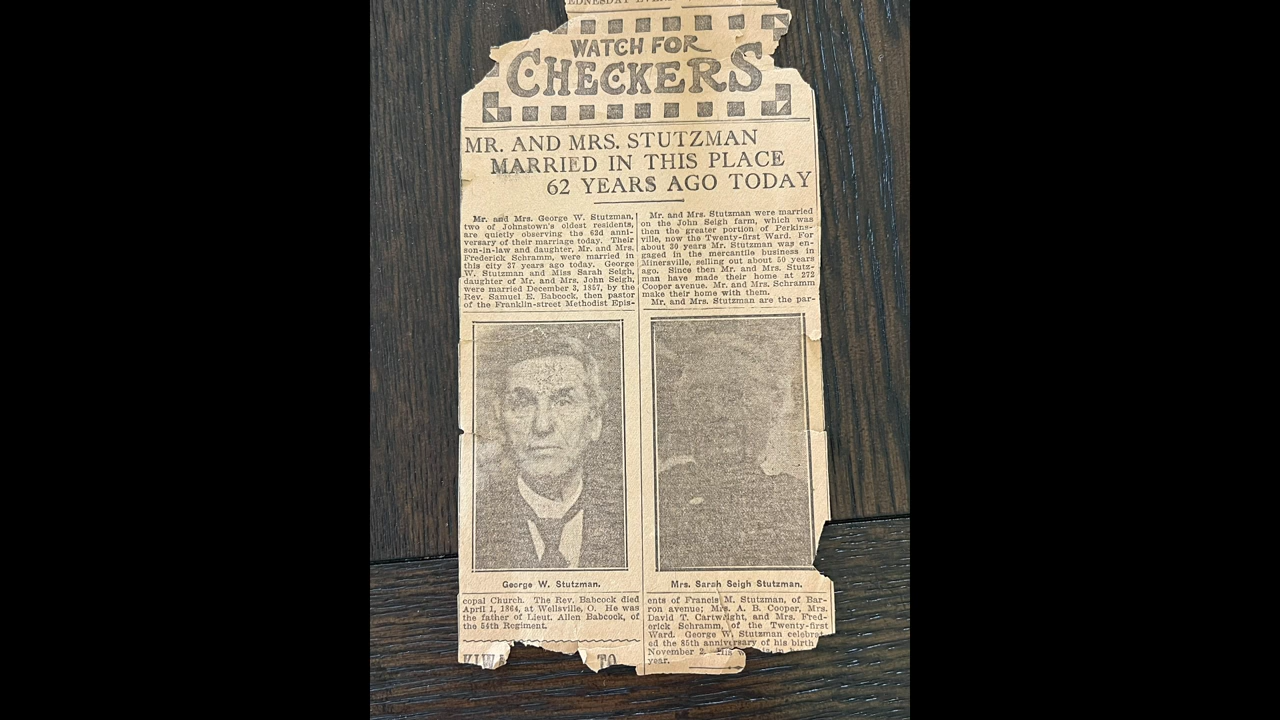 EDNESDAY EVE
WATCH FOR
CHECKERS
MR. AND MRS. STUTZMAN
MARRIED IN THIS PLACE
62 YEARS AGO TODAY
Mr. and Mrs. George W. Stutzman,
two of Johnstown's oldest residents,
are quietly observing the 62d anni-
versary of their marriage today. Their
son-in-law and daughter, Mr. and Mrs.
Frederick Schramm, were married in
this city 37 years ago today. George
W. Stutzman and Miss Sarah Seigh,
daughter of Mr. and Mrs. John Seigh,
were married December 3, 1857, by the
Rev. Samuel E. Babcock, then pastor
of the Franklin-street Methodist Epis-
George W. Stutzman.
copal Church. The Rev. Babcock died
April 1, 1864, at Wellsville, O. He was
the father of Lieut. Allen Babcock, of
the 54th Regiment.
Mr. and Mrs. Stutzman were married
on the John Seigh farm, which was
then the greater portion of Perkins-
ville, now the Twenty-first Ward. For
about 30 years Mr. Stutzman was en-
gaged in the mercantile business in
Minersville, selling out about 50 years
ago. Since then Mr. and Mrs. Stutz-
man have made their home at 272
Cooper avenue. Mr. and Mrs. Schramm
make their home with them.
Mr. and Mrs. Stutzman are the par-
Mrs. Sarah Seigh Stutzman.
ents of Francis M. Stutzman, of Bar-
ron avenue; Mrs. A. B. Cooper, Mrs.
David T. Cartwright, and Mrs. Fred-
erick Schramm, of the Twenty-first
Ward. George W. Stutzman celebrat-
ed the 85th anniversary of his birth
November 2. His is in
year.
TO